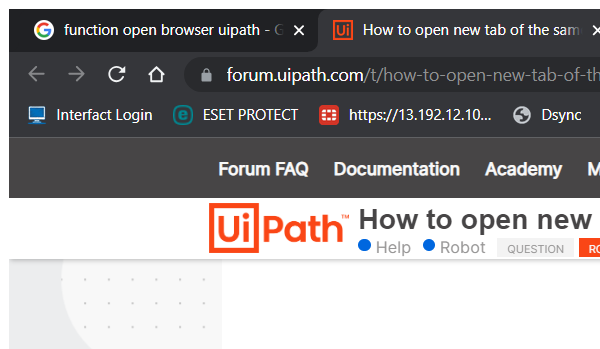 function open browser uipath - G
Ui How to open new tab of the sam
forum.uipath.com/t/how-to-open-new-tab-of-th
Interfact Login ESET PROTECT https://13.192.12.10... Dsync
Forum FAQ Documentation Academy M
UiPath™ How to open new
Help Robot QUESTION RO